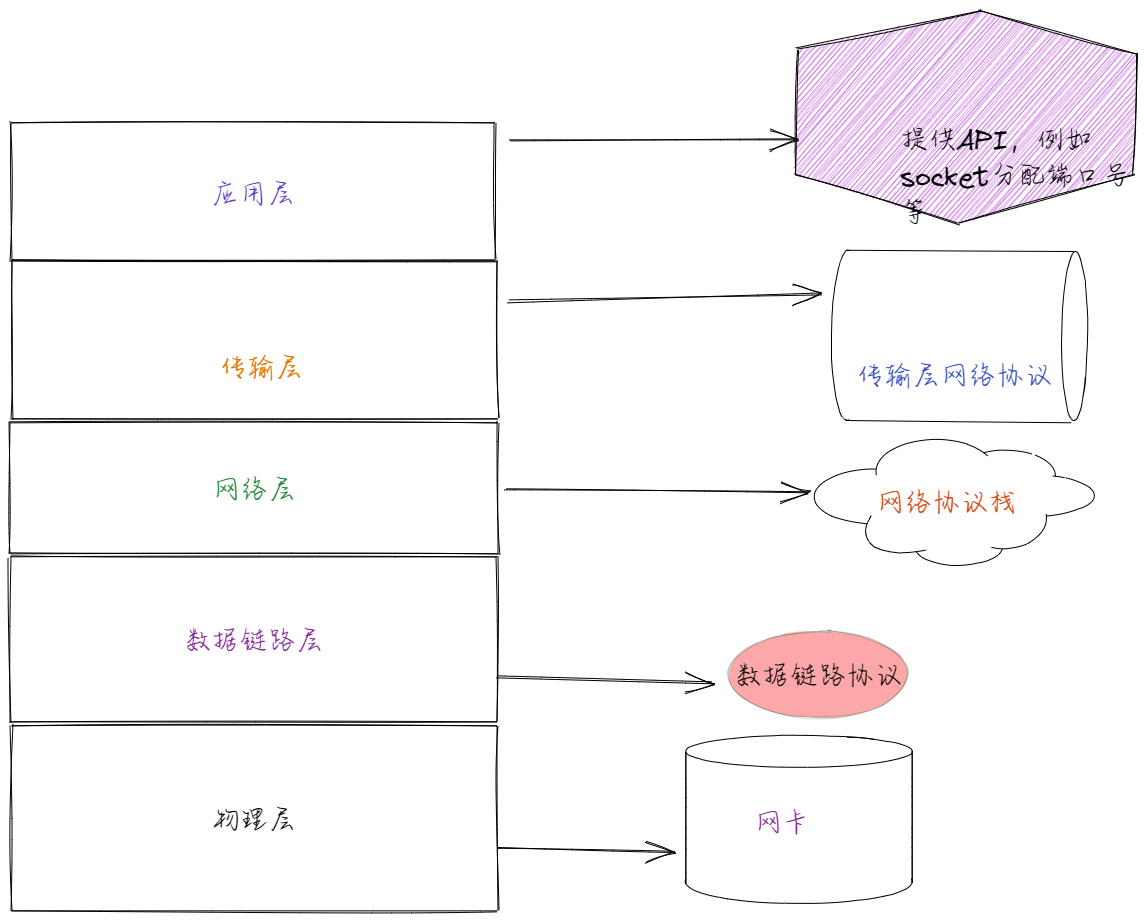 提供API，例如
socket分配端口号
等
应用层
传输层
传输层网络协议
网络层
网络协议栈
数据链路层
数据链路协议
物理层
网卡